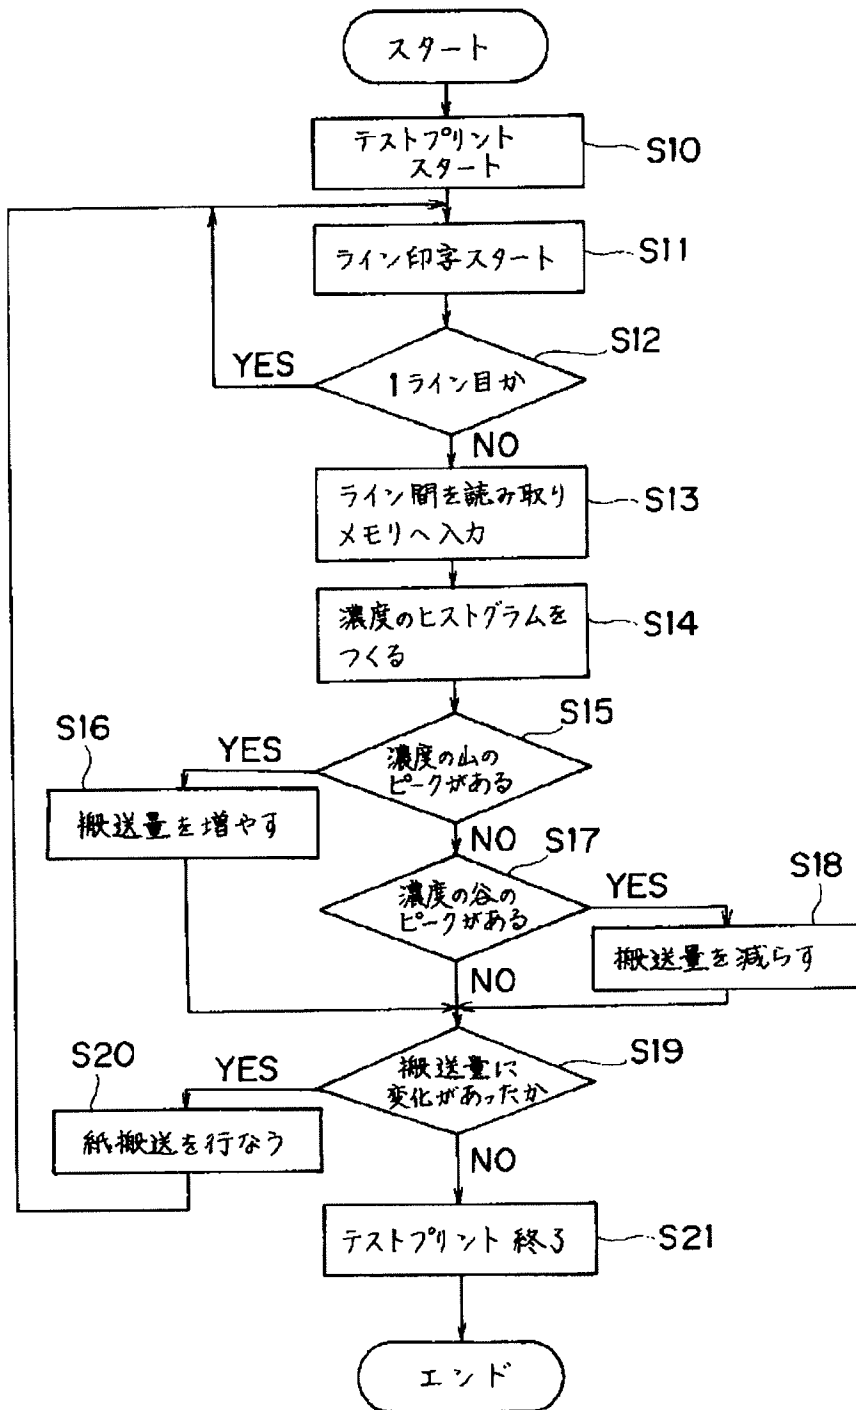 スタート
テストプリント
スタート
S10
ライン印字スタート
S11
S12
YES
1ライン目か
NO
ライン間を読み取り
メモリへ入力
S13
濃度のヒストグラムを
つくる
S14
S15
S16
YES
濃度の山の
ピークがある
搬送量を増やす
NO
S17
S18
濃度の谷の
ピークがある
YES
搬送量を減らす
NO
S19
S20
YES
搬送量に
変化があったか
紙搬送を行なう
NO
テストプリント終了
S21
エンド